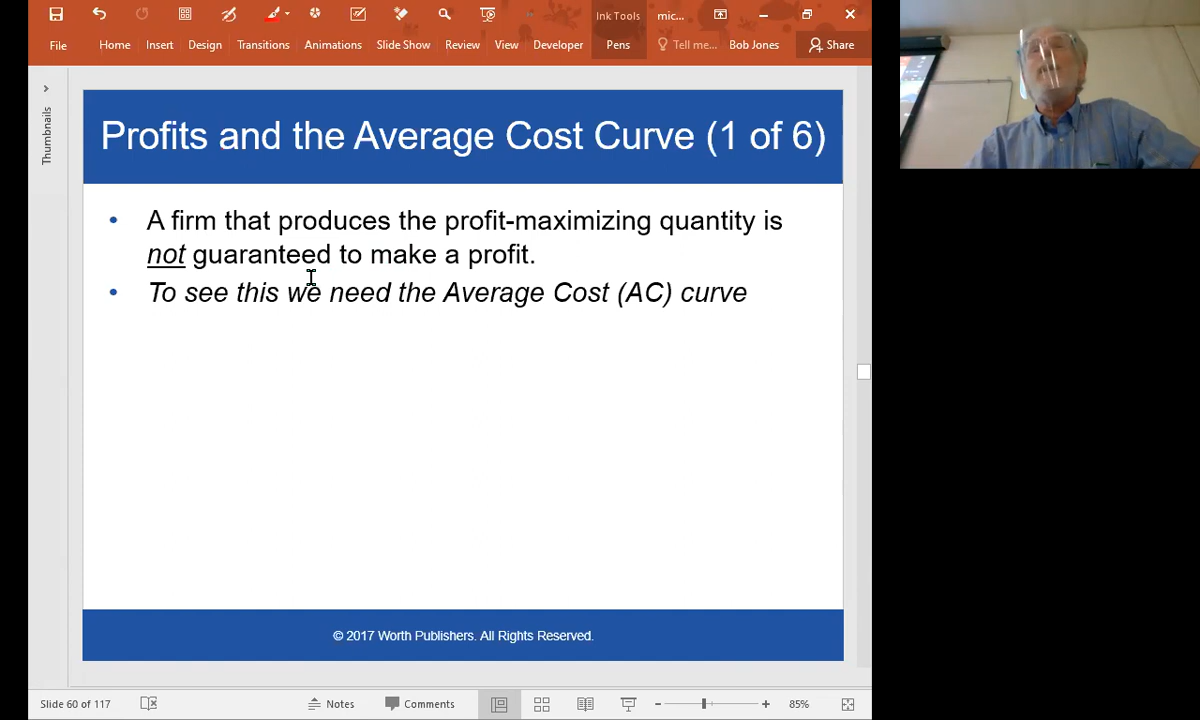 Ink Tools
mic...
File
Home
Insert
Design
Transitions
Animations
Slide Show
Review
View
Developer
Pens
Tell me...
Bob Jones
Share
Thumbnails
Profits and the Average Cost Curve (1 of 6)
• A firm that produces the profit-maximizing quantity is
not guaranteed to make a profit.
• To see this we need the Average Cost (AC) curve
© 2017 Worth Publishers. All Rights Reserved.
Slide 60 of 117
Notes
Comments
85%